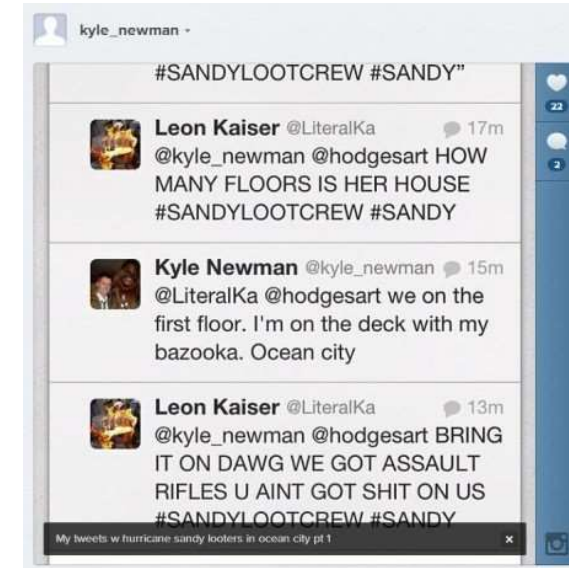 kyle_newman
#SANDYLOOTCREW #SANDY”
22
2
Leon Kaiser @LiteralKa 17m
@kyle_newman @hodgesart HOW
MANY FLOORS IS HER HOUSE
#SANDYLOOTCREW #SANDY
Kyle Newman @kyle_newman 15m
@LiteralKa @hodgesart we on the
first floor. I'm on the deck with my
bazooka. Ocean city
Leon Kaiser @LiteralKa 13m
@kyle_newman @hodgesart BRING
IT ON DAWG WE GOT ASSAULT
RIFLES U AINT GOT SHIT ON US
#SANDYLOOTCREW #SANDY
My tweets w hurricane sandy looters in ocean city pt 1